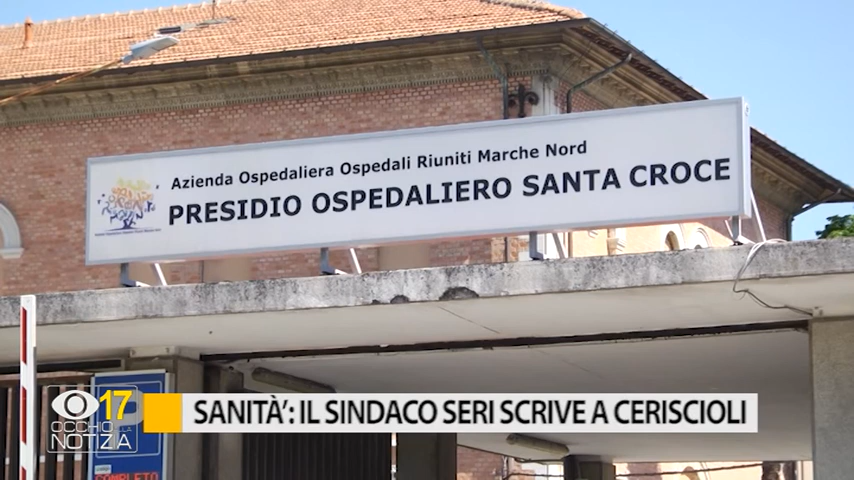 Azienda Ospedaliera Ospedali Riuniti Marche Nord
PRESIDIO OSPEDALIERO SANTA CROCE
17
OCCHIO ALLA
NOTIZIA
SANITÀ': IL SINDACO SERI SCRIVE A CERISCIOLI
COMPLETO